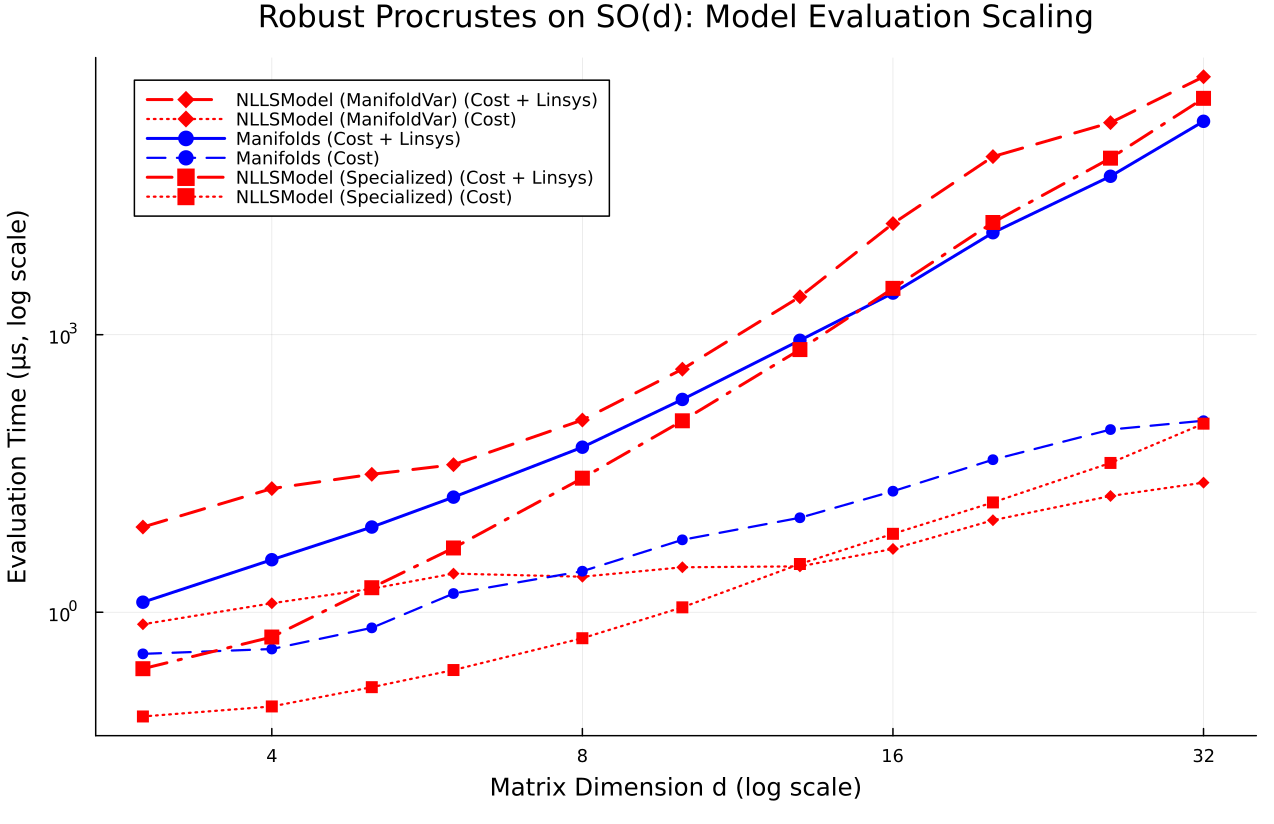 Robust Procrustes on SO(d): Model Evaluation Scaling
NLLSModel (ManifoldVar) (Cost + Linsys)
NLLSModel (ManifoldVar) (Cost)
Manifolds (Cost + Linsys)
Manifolds (Cost)
NLLSModel (Specialized) (Cost + Linsys)
NLLSModel (Specialized) (Cost)
Evaluation Time (μs, log scale)
10³
10⁰
4 8 16 32
Matrix Dimension d (log scale)